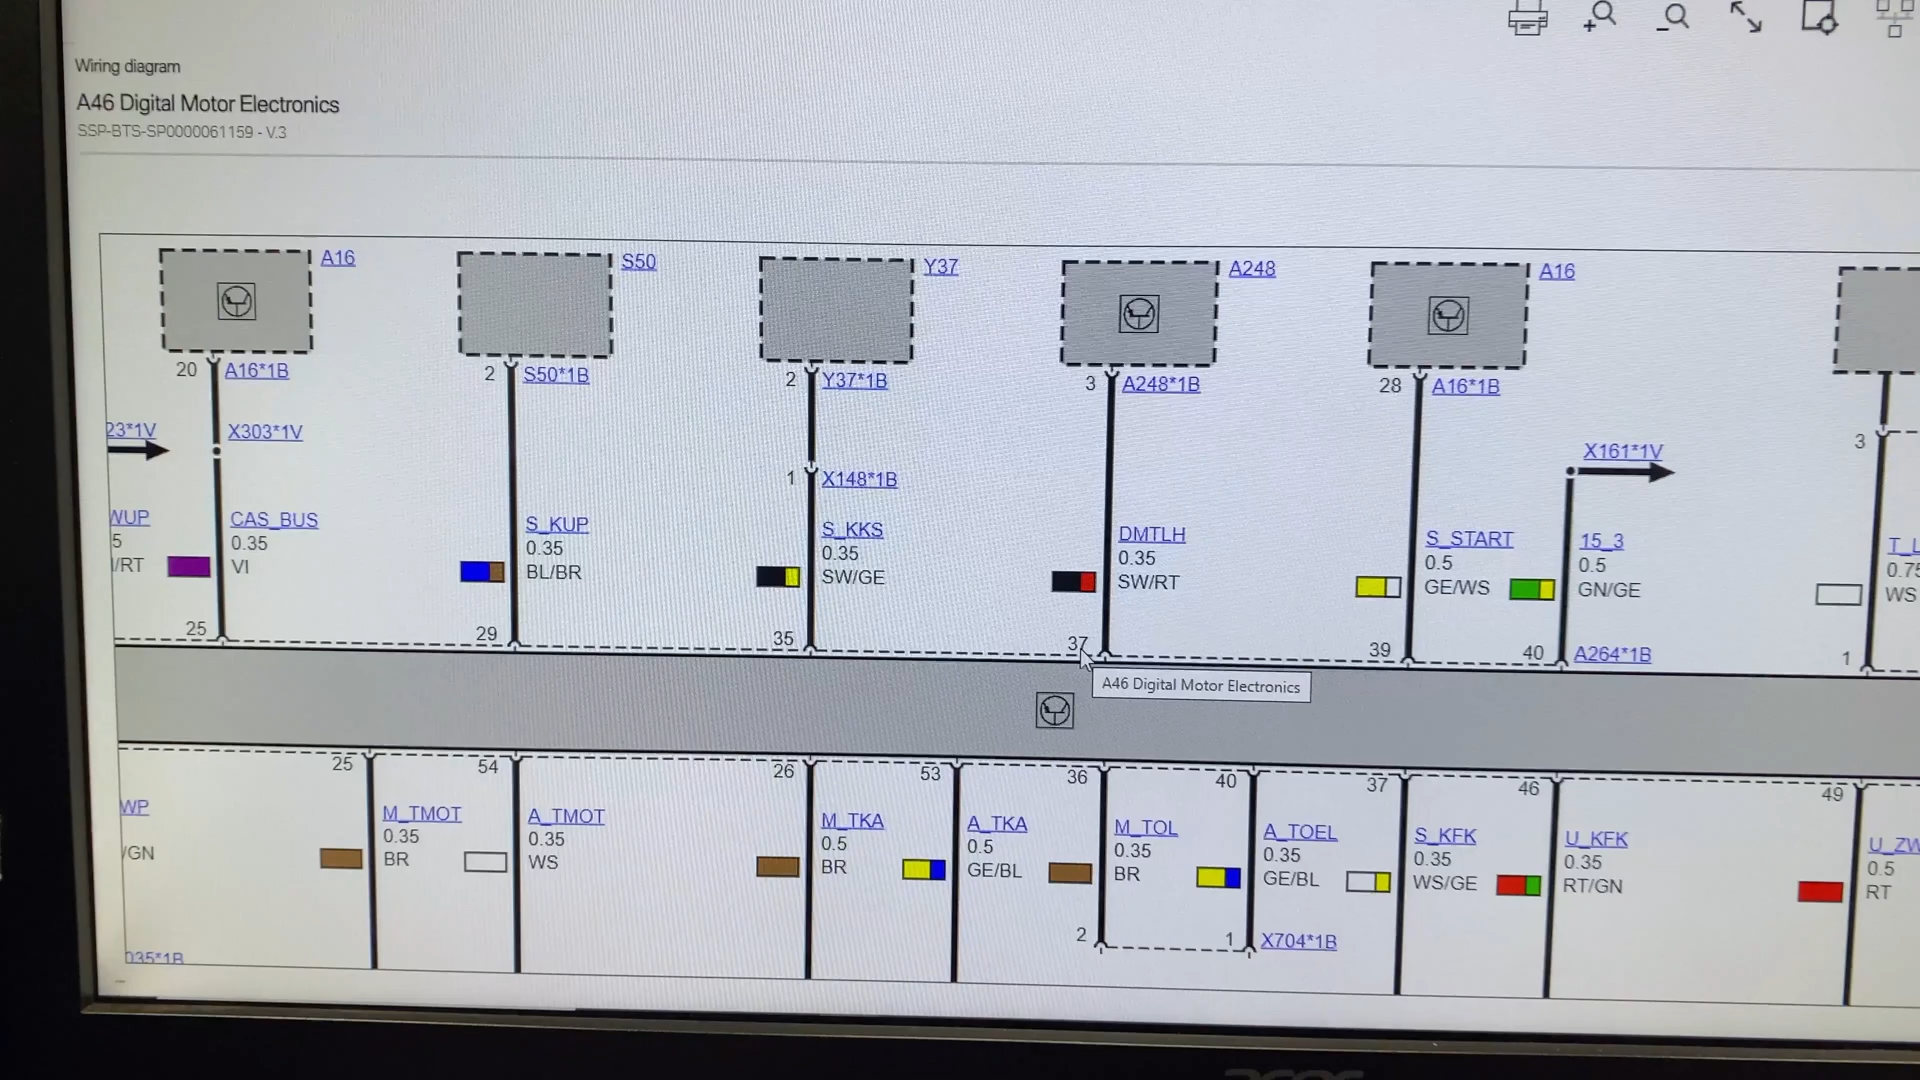 Wiring diagram
A46 Digital Motor Electronics
SSP-BTS-SP0000061159 - V.3
A16
S50
Y37
A248
A16
20
A16*1B
2
S50*1B
2
Y37*1B
3
A248*1B
28
A16*1B
23*1V
X303*1V
X161*1V
3
1
X148*1B
WUP
CAS_BUS
S_KUP
S_KKS
DMTLH
S_START
15_3
5
0.35
0.35
0.35
0.35
0.5
0.5
0.75
/RT
VI
BL/BR
SW/GE
SW/RT
GE/WS
GN/GE
WS
25
29
35
37
39
40
A264*1B
1
A46 Digital Motor Electronics
25
54
26
53
36
40
37
46
49
WP
M_TMOT
A_TMOT
M_TKA
A_TKA
M_TOL
A_TOEL
S_KFK
U_KFK
0.35
0.35
0.5
0.5
0.35
0.35
0.35
0.35
0.5
/GN
BR
WS
BR
GE/BL
BR
GE/BL
WS/GE
RT/GN
RT
2
1
X704*1B
035*1B